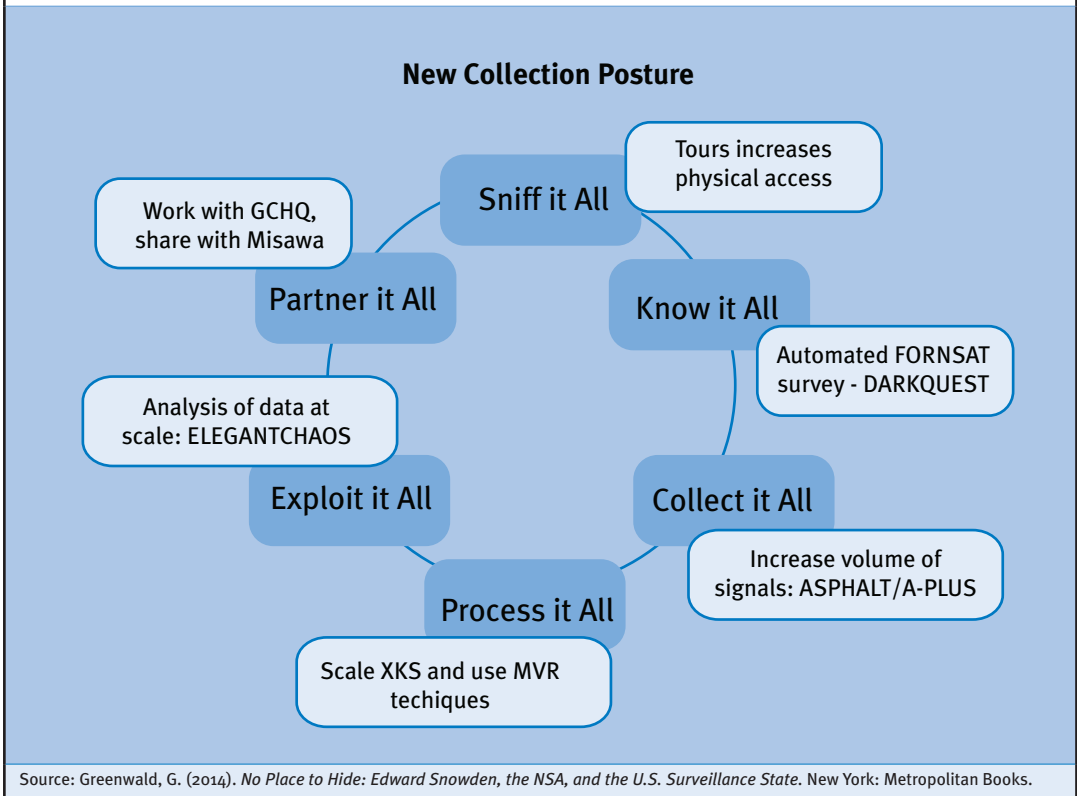 New Collection Posture
Sniff it All
Tours increases
physical access
Know it All
Automated FORNSAT
survey - DARKQUEST
Collect it All
Increase volume of
signals: ASPHALT/A-PLUS
Process it All
Scale XKS and use MVR
techiques
Exploit it All
Analysis of data at
scale: ELEGANTCHAOS
Partner it All
Work with GCHQ,
share with Misawa
Source: Greenwald, G. (2014). No Place to Hide: Edward Snowden, the NSA, and the U.S. Surveillance State. New York: Metropolitan Books.